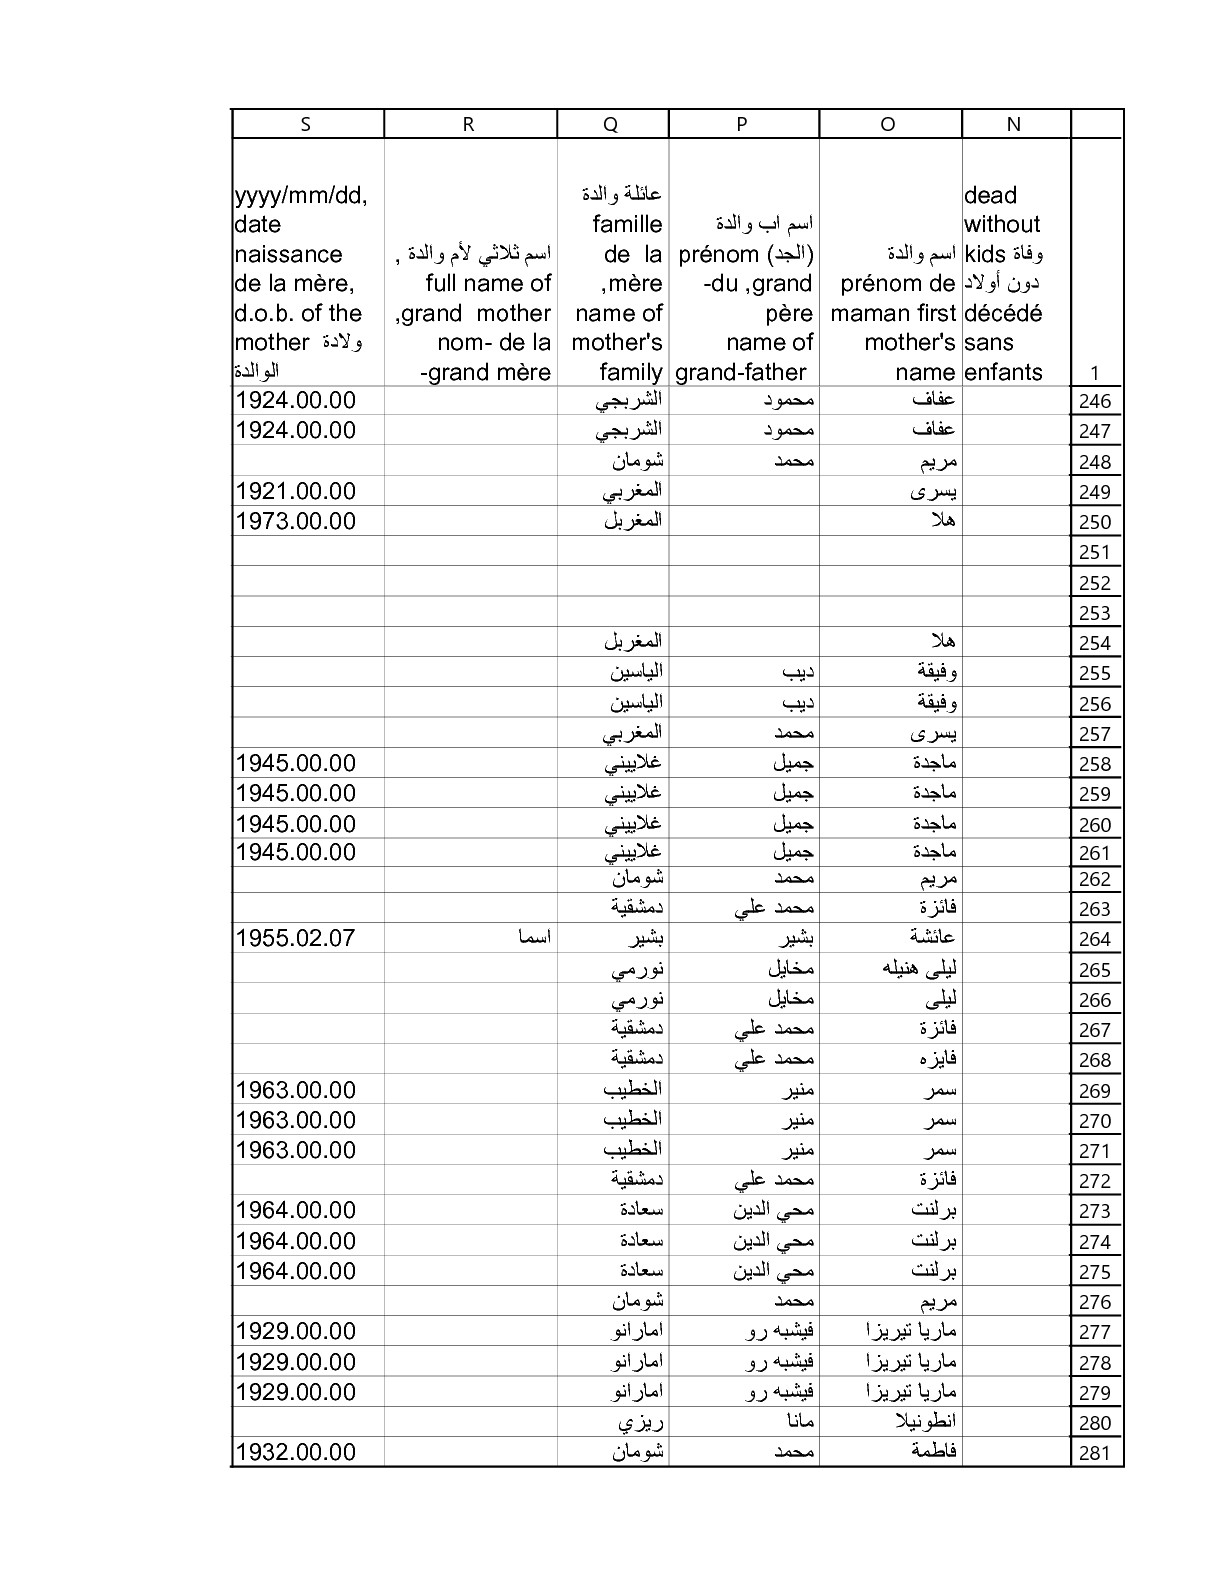 N O P Q R S
1
dead
without
kids وفاة
دون أولاد
décédé
sans
enfants
اسم والدة
prénom de
maman first
mother's
name
اسم اب والدة
(الجد) prénom
-du ,grand
père
name of
grand-father
عائلة والدة
famille
de la
,mère
name of
mother's
family
اسم ثلاثي لأم والدة ,
full name of
,grand mother
nom- de la
-grand mère
yyyy/mm/dd,
date
naissance
de la mère,
d.o.b. of the
mother ولادة
الوالدة
246 عفاف محمود الشربجي 1924.00.00
247 عفاف محمود الشربجي 1924.00.00
248 مريم محمد شومان
249 يسرى المغربي 1921.00.00
250 هلا المغربل 1973.00.00
251
252
253
254 هلا المغربل
255 وفيقة ديب الياسين
256 وفيقة ديب الياسين
257 يسرى محمد المغربي
258 ماجدة جميل غلاييني 1945.00.00
259 ماجدة جميل غلاييني 1945.00.00
260 ماجدة جميل غلاييني 1945.00.00
261 ماجدة جميل غلاييني 1945.00.00
262 مريم محمد شومان
263 فائزة محمد علي دمشقية
264 عائشة بشير بشير اسما 1955.02.07
265 ليلى هنيله مخايل نورمي
266 ليلى مخايل نورمي
267 فائزة محمد علي دمشقية
268 فايزه محمد علي دمشقية
269 سمر منير الخطيب 1963.00.00
270 سمر منير الخطيب 1963.00.00
271 سمر منير الخطيب 1963.00.00
272 فائزة محمد علي دمشقية
273 برلنت محي الدين سعادة 1964.00.00
274 برلنت محي الدين سعادة 1964.00.00
275 برلنت محي الدين سعادة 1964.00.00
276 مريم محمد شومان
277 ماريا تيريزا فيشبه رو امارانو 1929.00.00
278 ماريا تيريزا فيشبه رو امارانو 1929.00.00
279 ماريا تيريزا فيشبه رو امارانو 1929.00.00
280 انطونيلا مانا ريزي
281 فاطمة محمد شومان 1932.00.00